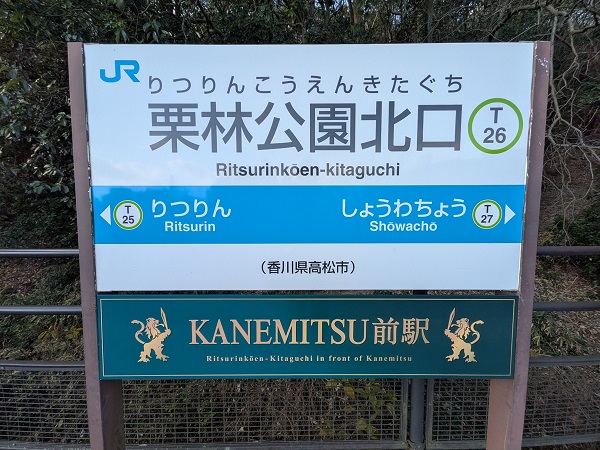 JR
りつりんこうえんきたぐち
栗林公園北口
T
26
Ritsurinkōen-kitaguchi
T
25
りつりん
Ritsurin
しょうわちょう
Shōwachō
T
27
（香川県高松市）
KANEMITSU前駅
Ritsurinkōen-Kitaguchi in front of Kanemitsu